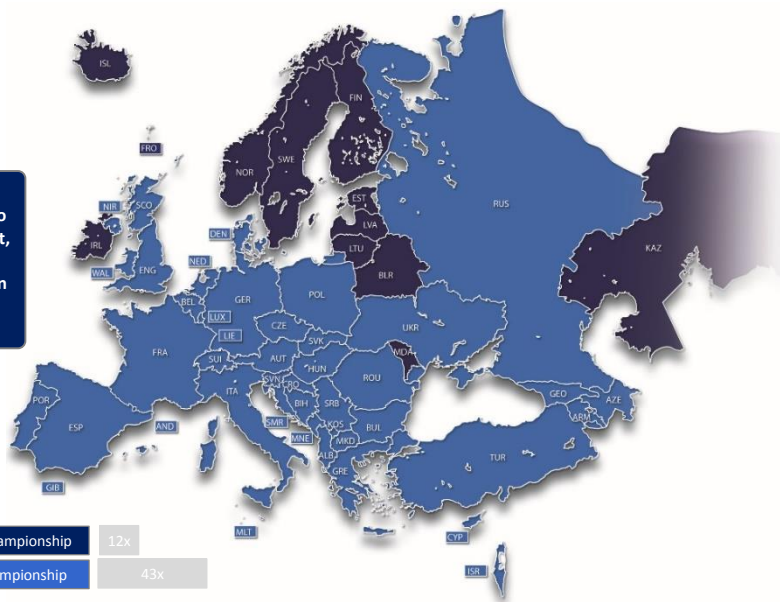 ISL
FIN
FRO
NOR
SWE
o
NIR
SCO
EST
RUS
t,
DEN
LVA
IRL
LTU
KAZ
NED
BLR
n
WAL
ENG
BEL
GER
POL
LUX
CZE
UKR
LIE
SVK
FRA
SUI
AUT
MDA
HUN
SVN
CRO
ROU
ITA
GEO
POR
BIH
SRB
AZE
ESP
AND
SMR
KOS
BUL
ARM
MNE
MKD
ALB
TUR
GIB
GRE
MLT
CYP
ampionship 12x
mpionship 43x
ISR